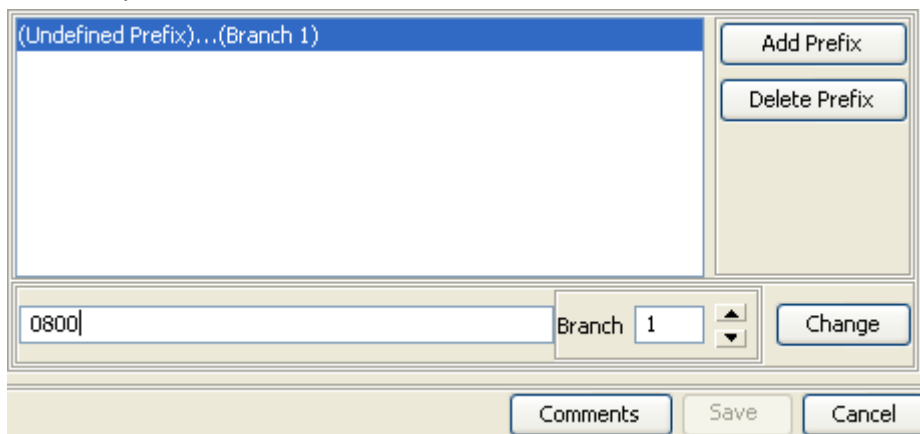 (Undefined Prefix)...(Branch 1)
Add Prefix
Delete Prefix
0800
Branch 1
Change
Comments
Save
Cancel